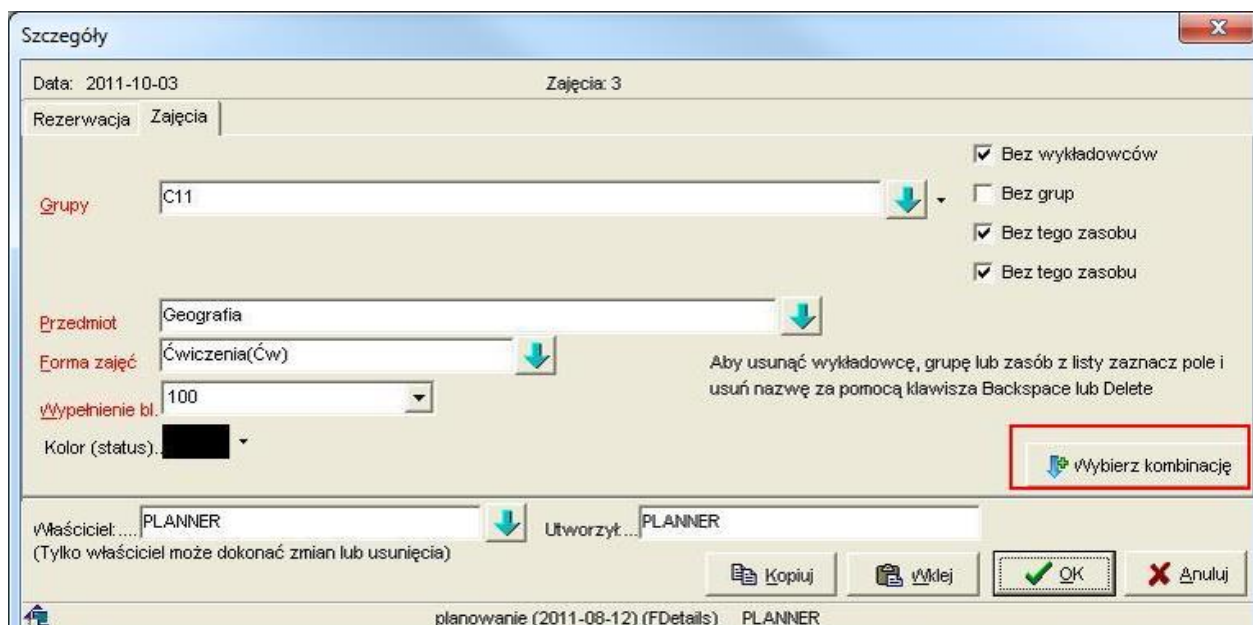 Szczegóły
Data: 2011-10-03 Zajęcia: 3
Rezerwacja Zajęcia
Bez wykładowców
Grupy C11 Bez grup
Bez tego zasobu
Bez tego zasobu
Przedmiot Geografia
Forma zajęć Ćwiczenia(Ćw)
Aby usunąć wykładowcę, grupę lub zasób z listy zaznacz pole i
usuń nazwę za pomocą klawisza Backspace lub Delete
Wypełnienie bl. 100
Kolor (status)..
Wybierz kombinację
Właściciel:.... PLANNER Utworzył:... PLANNER
(Tylko właściciel może dokonać zmian lub usunięcia)
Kopiuj Wklej OK Anuluj
planowanie (2011-08-12) (FDetails) PLANNER